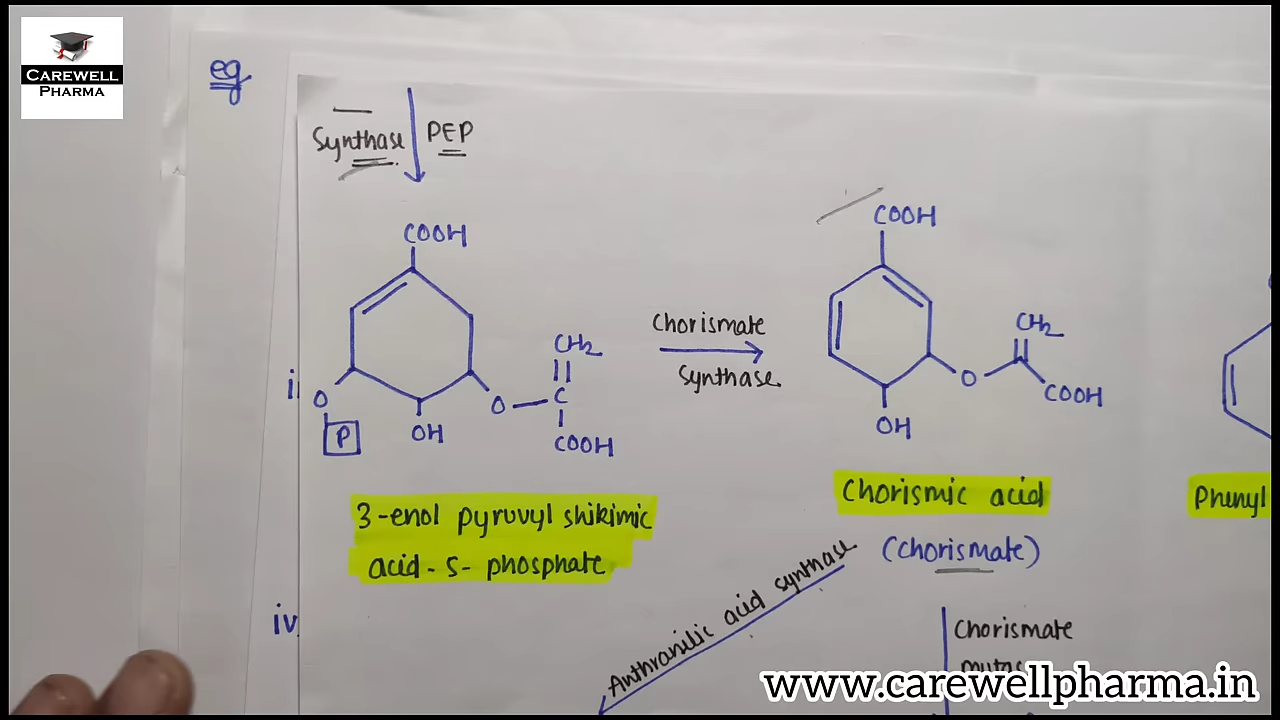 CAREWELL
PHARMA
eg
Synthase
PEP
COOH
O
P
OH
O
CH2
C
COOH
3-enol pyruvyl shikimic
acid-5-phosphate
Chorismate
Synthase
COOH
CH2
O
COOH
OH
Chorismic acid
(chorismate)
Phenyl
Anthranilic acid synthase
Chorismate
iv
www.carewellpharma.in